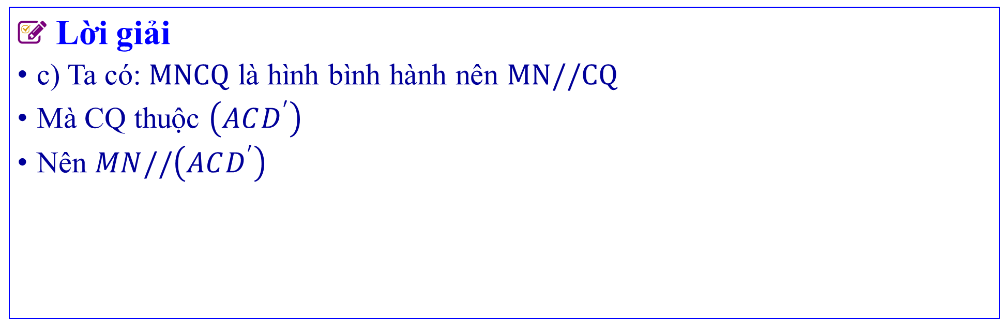 Lời giải
• c) Ta có: MNCQ là hình bình hành nên MN//CQ
• Mà CQ thuộc (ACD′)
• Nên MN//(ACD′)